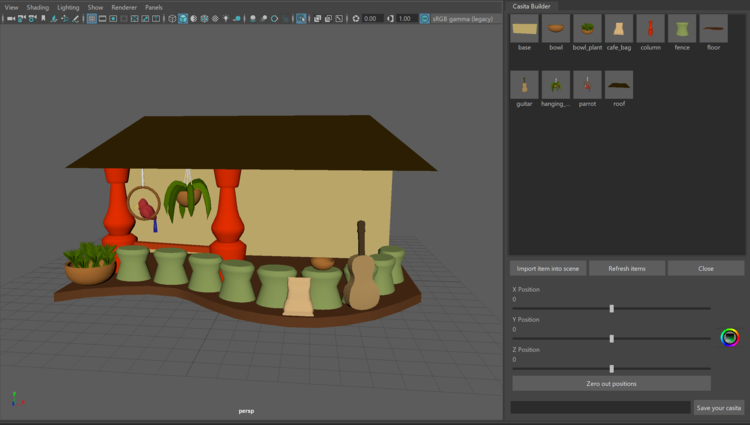 View Shading Lighting Show Renderer Panels
0.00 1.00 sRGB gamma (legacy)
persp
Casita Builder
base bowl bowl_plant cafe_bag column fence floor
guitar hanging_... parrot roof
Import item into scene Refresh items Close
X Position
0
Y Position
0
Z Position
0
Zero out positions
Save your casita